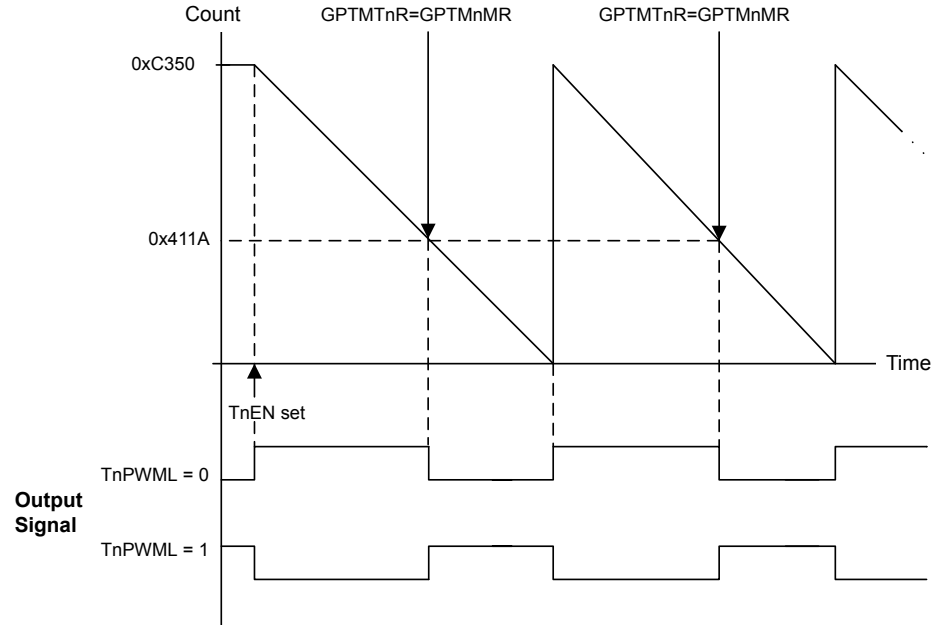 Count
GPTMTnR=GPTMnMR
GPTMTnR=GPTMnMR
0xC350
0x411A
Time
TnEN set
TnPWML = 0
Output
Signal
TnPWML = 1